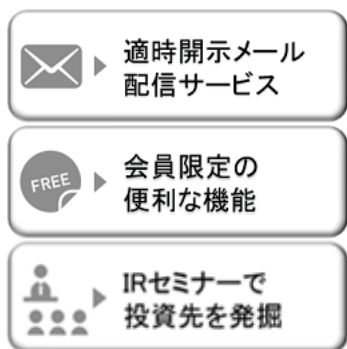 適時開示メール
配信サービス
FREE
会員限定の
便利な機能
IRセミナーで
投資先を発掘